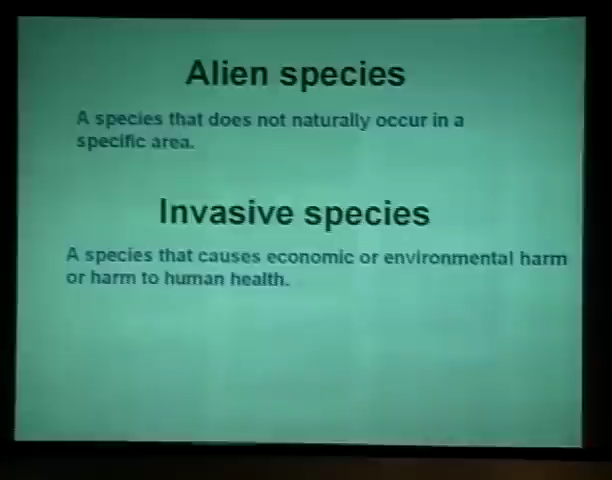 Alien species
A species that does not naturally occur in a
specific area.
Invasive species
A species that causes economic or environmental harm
or harm to human health.